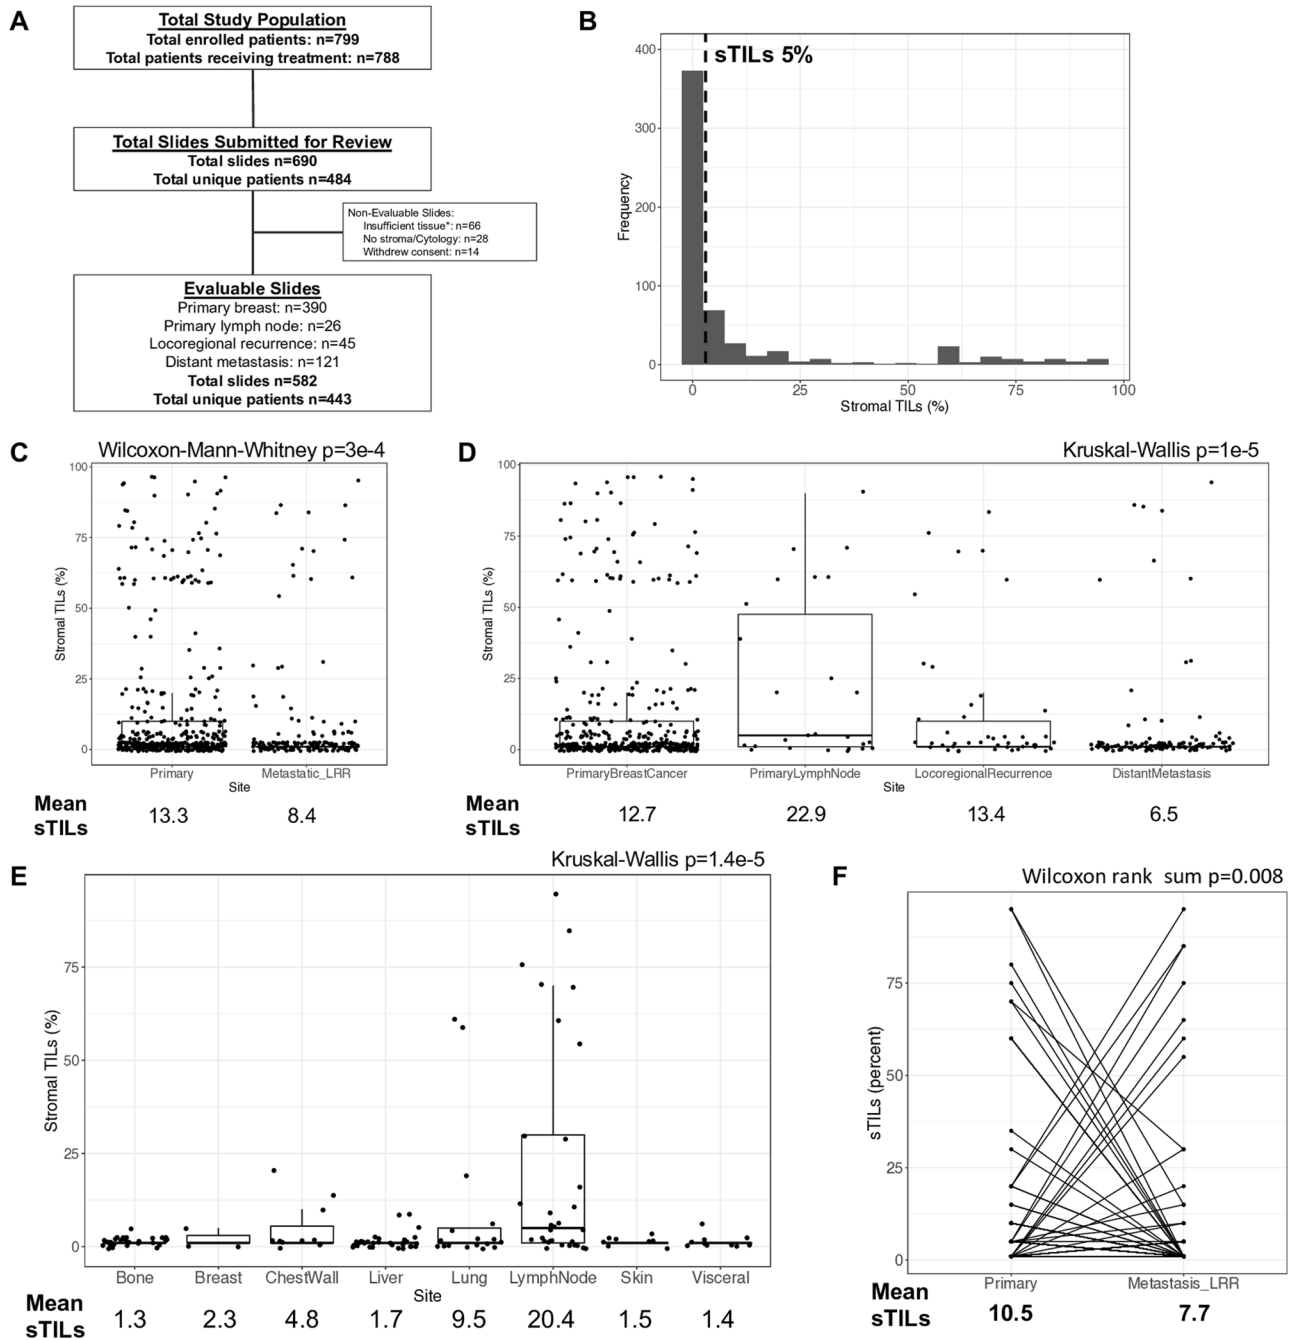 A
Total Study Population
Total enrolled patients: n=799
Total patients receiving treatment: n=788
Total Slides Submitted for Review
Total slides n=690
Total unique patients n=484
Non-Evaluable Slides:
Insufficient tissue*: n=66
No stroma/Cytology: n=28
Withdrew consent: n=14
Evaluable Slides
Primary breast: n=390
Primary lymph node: n=26
Locoregional recurrence: n=45
Distant metastasis: n=121
Total slides n=582
Total unique patients n=443
B
sTILs 5%
400
300
200
100
0
Frequency
0 25 50 75 100
Stromal TILs (%)
C
Wilcoxon-Mann-Whitney p=3e-4
100
75
50
25
0
Stromal TILs (%)
Primary Metastatic_LRR
Site
Mean
sTILs
13.3 8.4
D
Kruskal-Wallis p=1e-5
100
75
50
25
0
Stromal TILs (%)
PrimaryBreastCancer PrimaryLymphNode LocoregionalRecurrence DistantMetastasis
Site
Mean
sTILs
12.7 22.9 13.4 6.5
E
Kruskal-Wallis p=1.4e-5
75
50
25
0
Stromal TILs (%)
Bone Breast ChestWall Liver Lung LymphNode Skin Visceral
Site
Mean
sTILs
1.3 2.3 4.8 1.7 9.5 20.4 1.5 1.4
F
Wilcoxon rank sum p=0.008
75
50
25
0
sTILs (percent)
Primary Metastasis_LRR
Mean
sTILs
10.5 7.7